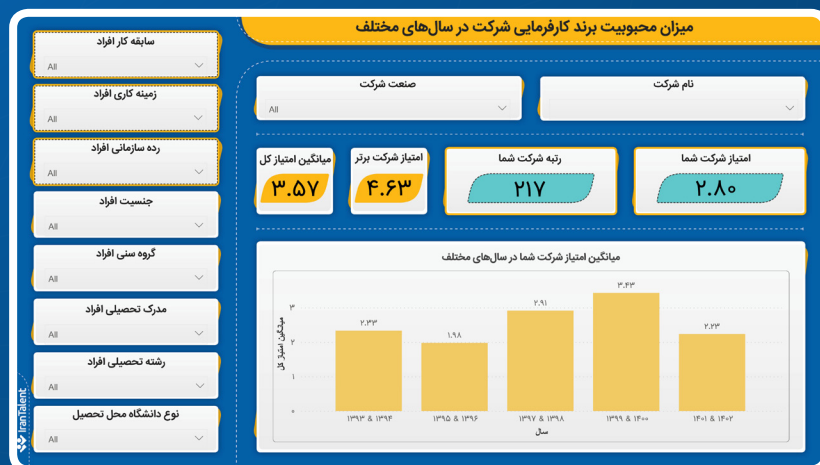 میزان محبوبیت برند کارفرمایی شرکت در سال‌های مختلف
نام شرکت
صنعت شرکت
All
امتیاز شرکت شما
۲.۸۰
رتبه شرکت شما
۲۱۷
امتیاز شرکت برتر
۴.۶۳
میانگین امتیاز کل
۳.۵۷
میانگین امتیاز شرکت شما در سال‌های مختلف
میانگین امتیاز کل
۳
۲
۱
۰
۲.۳۳
۱.۹۸
۲.۹۱
۳.۴۳
۲.۲۳
۱۳۹۳ & ۱۳۹۴
۱۳۹۵ & ۱۳۹۶
۱۳۹۷ & ۱۳۹۸
۱۳۹۹ & ۱۴۰۰
۱۴۰۱ & ۱۴۰۲
سال
سابقه کار افراد
All
زمینه کاری افراد
All
رده سازمانی افراد
All
جنسیت افراد
All
گروه سنی افراد
All
مدرک تحصیلی افراد
All
رشته تحصیلی افراد
All
نوع دانشگاه محل تحصیل
All
IranTalent